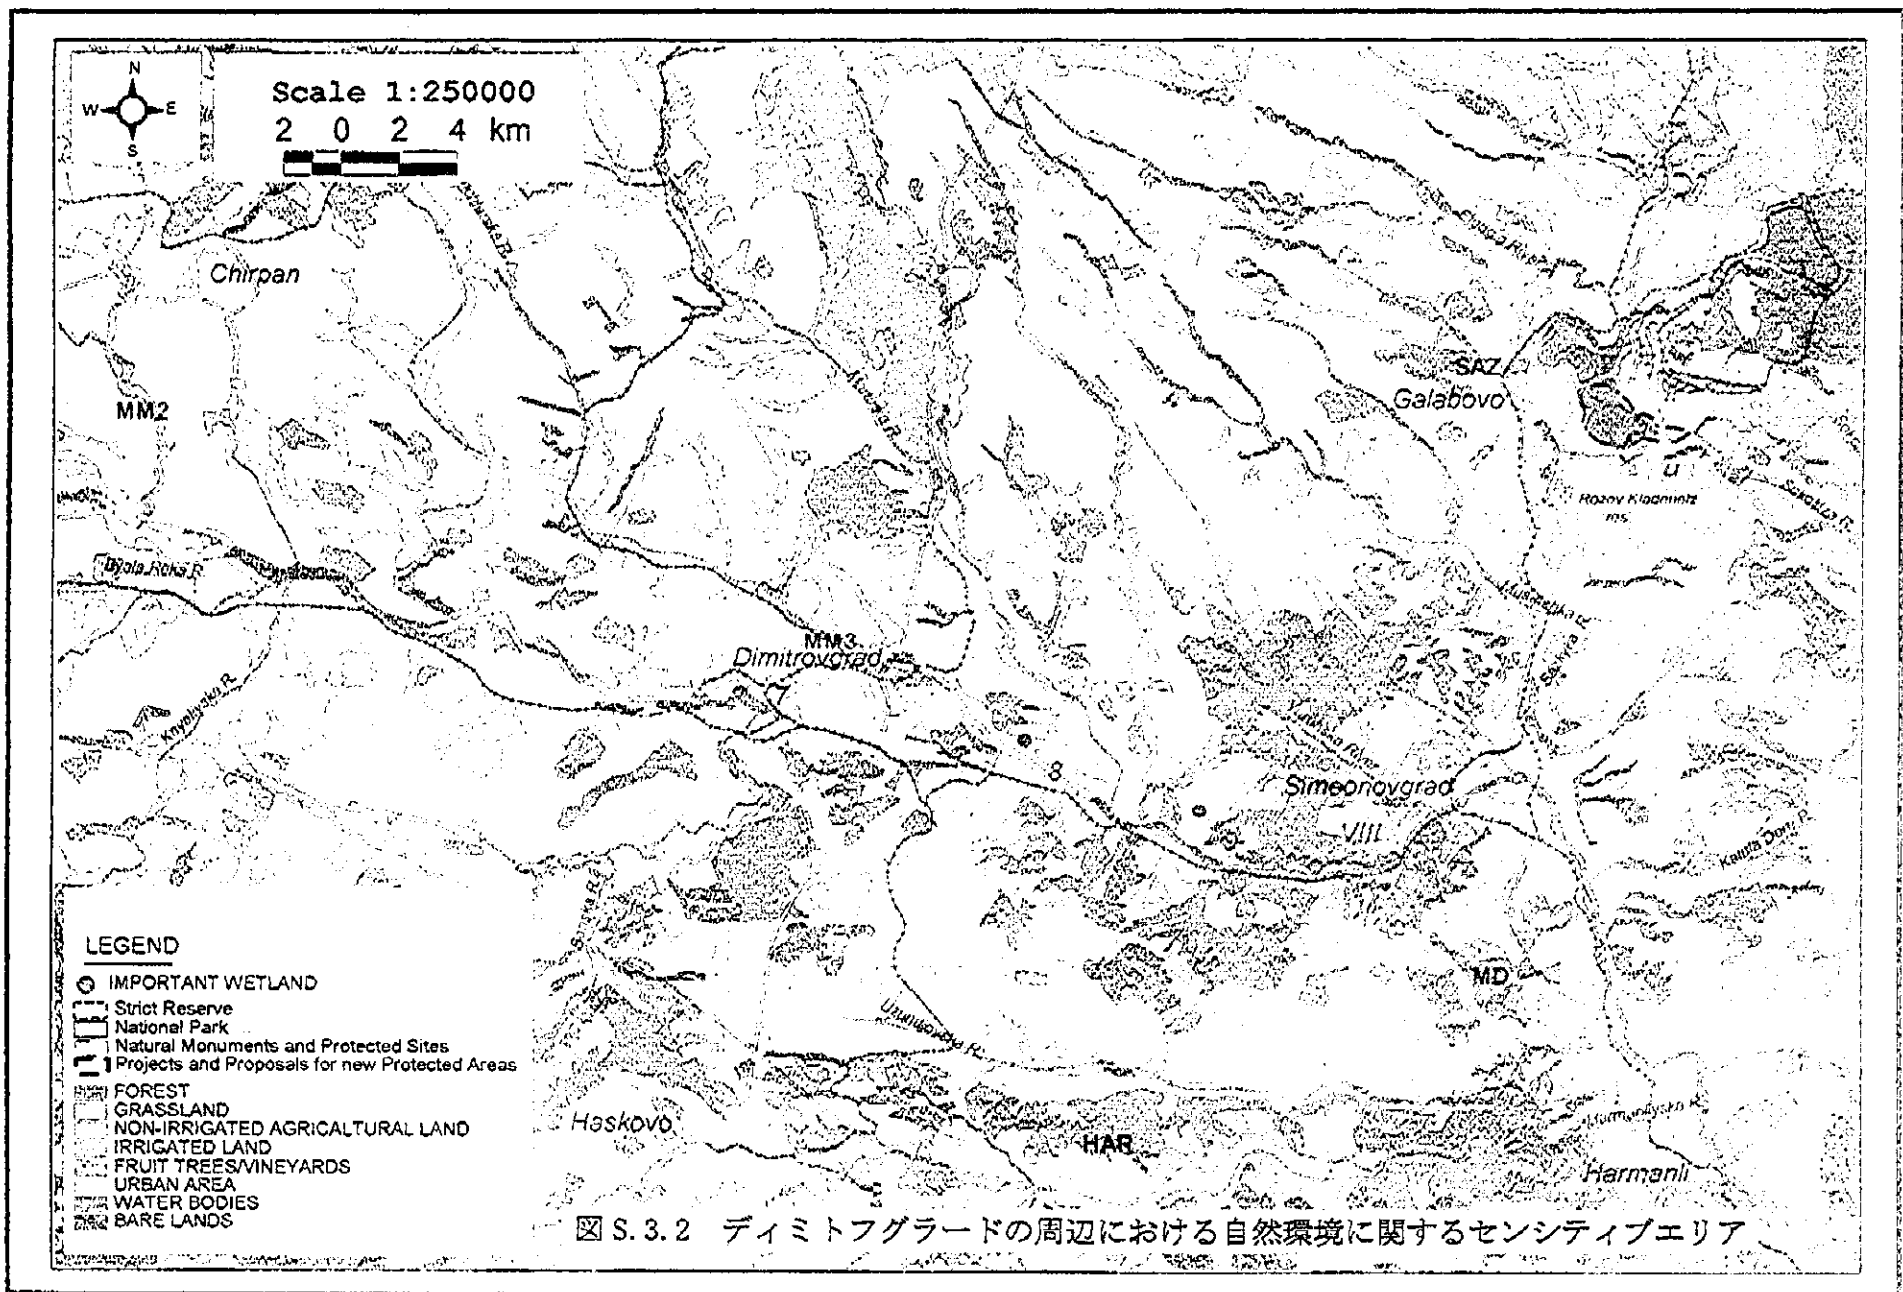 N
W
E
S
Scale 1:250000
2 0 2 4 km
Chirpan
MM2
SAZ
Galabovo
Rozov Kladenetz
res.
Sokolitza R.
MM3
Dimitrovgrad
8
Simeonovgrad
VIII
MD
Haskovo
HAR
Harmanli
LEGEND
IMPORTANT WETLAND
Strict Reserve
National Park
Natural Monuments and Protected Sites
Projects and Proposals for new Protected Areas
FOREST
GRASSLAND
NON-IRRIGATED AGRICALTURAL LAND
IRRIGATED LAND
FRUIT TREES/VINEYARDS
URBAN AREA
WATER BODIES
BARE LANDS
図 S.3.2 ディミトフグラードの周辺における自然環境に関するセンシティブエリア